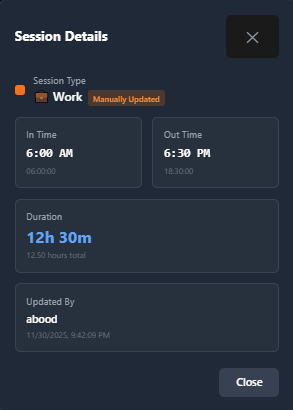 Session Details
Session Type
Work Manually Updated
In Time
6:00 AM
06:00:00
Out Time
6:30 PM
18:30:00
Duration
12h 30m
12.50 hours total
Updated By
abood
11/30/2025, 9:42:09 PM
Close